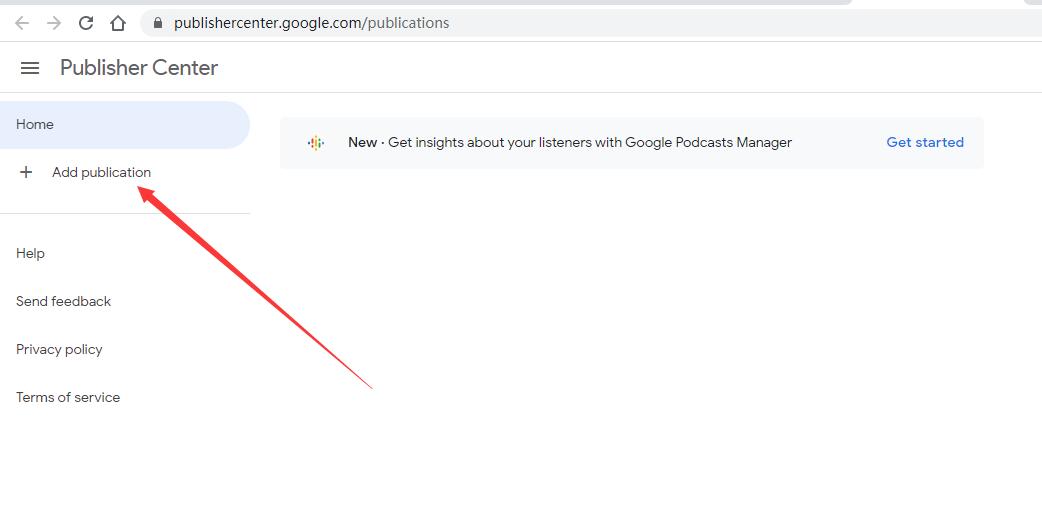 publishercenter.google.com/publications
Publisher Center
Home
New · Get insights about your listeners with Google Podcasts Manager
Get started
+ Add publication
Help
Send feedback
Privacy policy
Terms of service